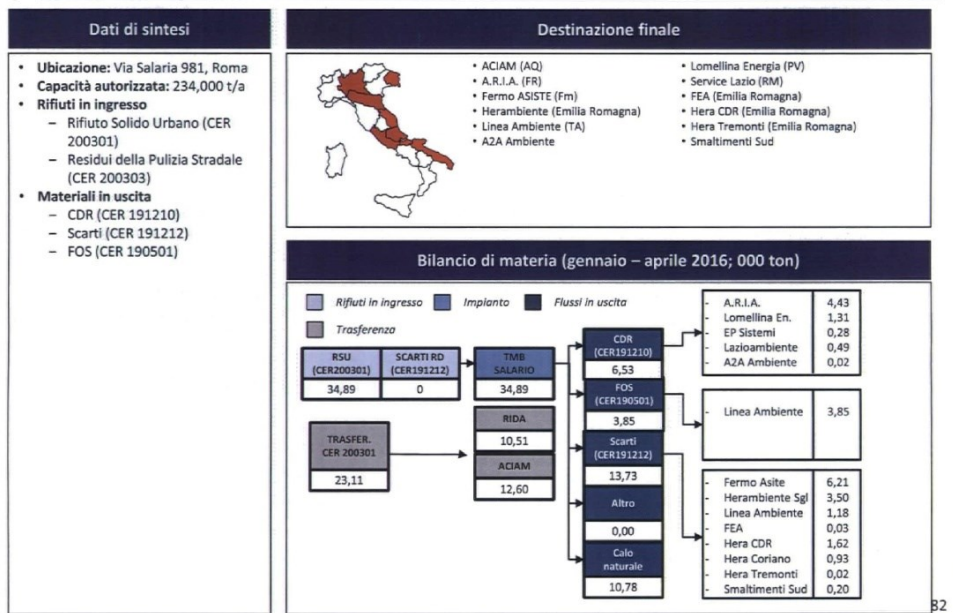 Dati di sintesi
• Ubicazione: Via Salaria 981, Roma
• Capacità autorizzata: 234,000 t/a
• Rifiuti in ingresso
– Rifiuto Solido Urbano (CER
200301)
– Residui della Pulizia Stradale
(CER 200303)
• Materiali in uscita
– CDR (CER 191210)
– Scarti (CER 191212)
– FOS (CER 190501)
Destinazione finale
• ACIAM (AQ)
• A.R.I.A. (FR)
• Fermo ASISTE (Fm)
• Herambiente (Emilia Romagna)
• Linea Ambiente (TA)
• A2A Ambiente
• Lomellina Energia (PV)
• Service Lazio (RM)
• FEA (Emilia Romagna)
• Hera CDR (Emilia Romagna)
• Hera Tremonti (Emilia Romagna)
• Smaltimenti Sud
Bilancio di materia (gennaio – aprile 2016; 000 ton)
Rifiuti in ingresso Impianto Flussi in uscita
Trasferenza
RSU
(CER200301)
34,89
SCARTI RD
(CER191212)
0
TMB
SALARIO
34,89
TRASFER.
CER 200301
23,11
RIDA
10,51
ACIAM
12,60
CDR
(CER191210)
6,53
FOS
(CER190501)
3,85
Scarti
(CER191212)
13,73
Altro
0,00
Calo
naturale
10,78
- A.R.I.A. 4,43
- Lomellina En. 1,31
- EP Sistemi 0,28
- Lazioambiente 0,49
- A2A Ambiente 0,02
- Linea Ambiente 3,85
- Fermo Asite 6,21
- Herambiente Sgl 3,50
- Linea Ambiente 1,18
- FEA 0,03
- Hera CDR 1,62
- Hera Coriano 0,93
- Hera Tremonti 0,02
- Smaltimenti Sud 0,20
82